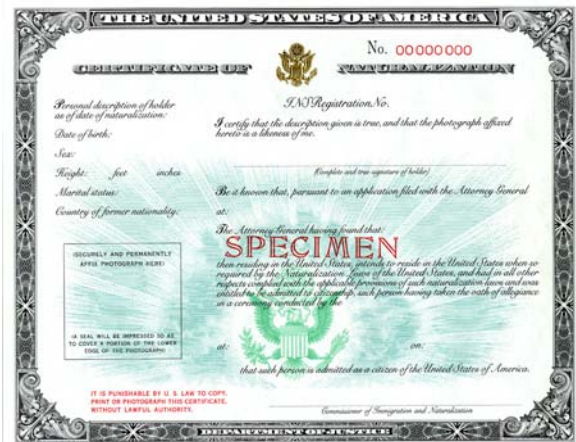 THE UNITED STATES OF AMERICA
No. 00000000
CERTIFICATE OF NATURALIZATION
Personal description of holder
as of date of naturalization:
Date of birth:
Sex:
Height: feet inches
Marital status:
Country of former nationality:
INS Registration No.
I certify that the description given is true, and that the photograph affixed
hereto is a likeness of me.
(Complete and true signature of holder)
Be it known that, pursuant to an application filed with the Attorney General
at:
The Attorney General having found that:
SPECIMEN
then residing in the United States, intends to reside in the United States when so
required by the Naturalization Laws of the United States, and had in all other
respects complied with the applicable provisions of such naturalization laws and was
entitled to be admitted to citizenship, such person having taken the oath of allegiance
in a ceremony conducted by the
(SECURELY AND PERMANENTLY
AFFIX PHOTOGRAPH HERE)
(A SEAL WILL BE IMPRESSED SO AS
TO COVER A PORTION OF THE LOWER
EDGE OF THE PHOTOGRAPH)
at: on:
that such person is admitted as a citizen of the United States of America.
IT IS PUNISHABLE BY U. S. LAW TO COPY,
PRINT OR PHOTOGRAPH THIS CERTIFICATE,
WITHOUT LAWFUL AUTHORITY.
Commissioner of Immigration and Naturalization
DEPARTMENT OF JUSTICE